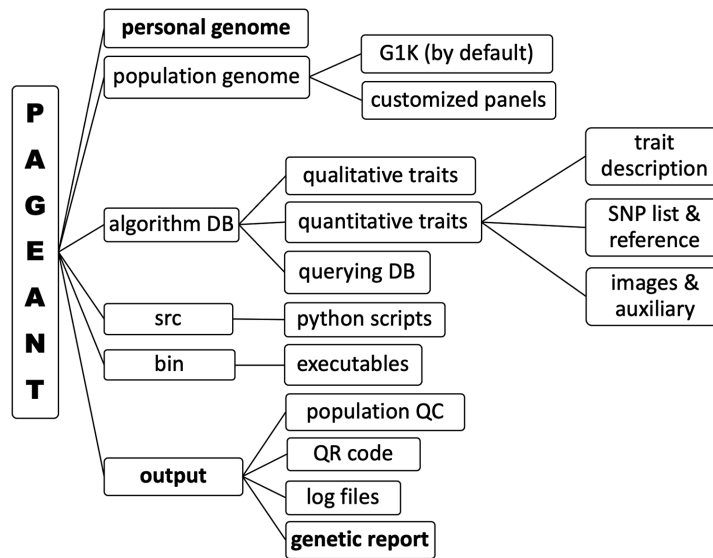 PAGEANT
personal genome
population genome
G1K (by default)
customized panels
algorithm DB
qualitative traits
quantitative traits
querying DB
trait
description
SNP list &
reference
images &
auxiliary
src
python scripts
bin
executables
output
population QC
QR code
log files
genetic report